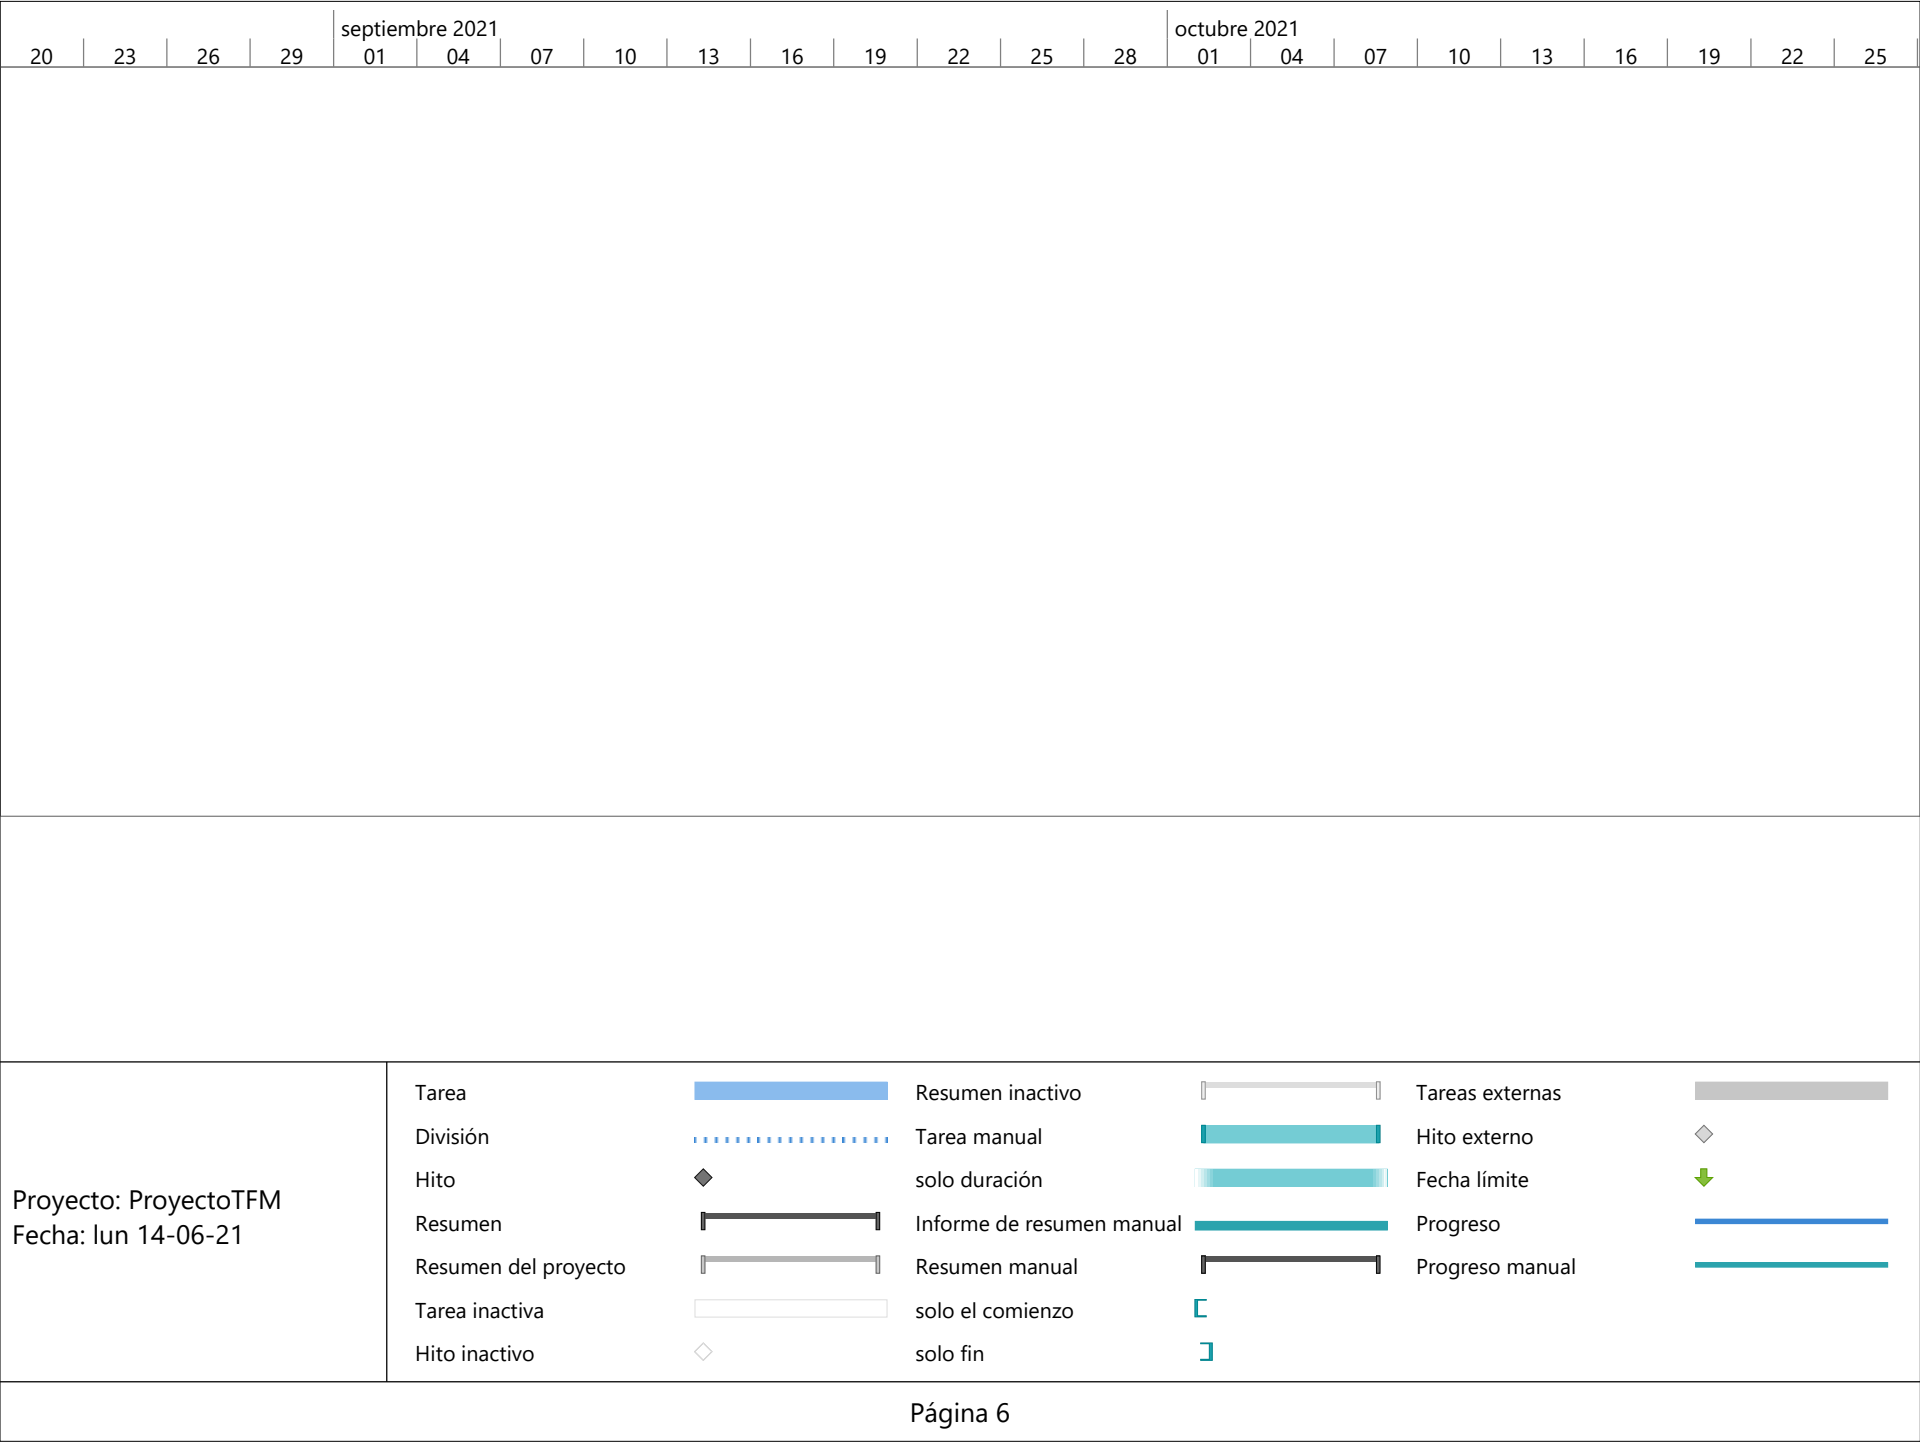 septiembre 2021 octubre 2021
20 23 26 29 01 04 07 10 13 16 19 22 25 28 01 04 07 10 13 16 19 22 25
Proyecto: ProyectoTFM
Fecha: lun 14-06-21
Tarea
División
Hito
Resumen
Resumen del proyecto
Tarea inactiva
Hito inactivo
Resumen inactivo
Tarea manual
solo duración
Informe de resumen manual
Resumen manual
solo el comienzo
solo fin
Tareas externas
Hito externo
Fecha límite
Progreso
Progreso manual
Página 6